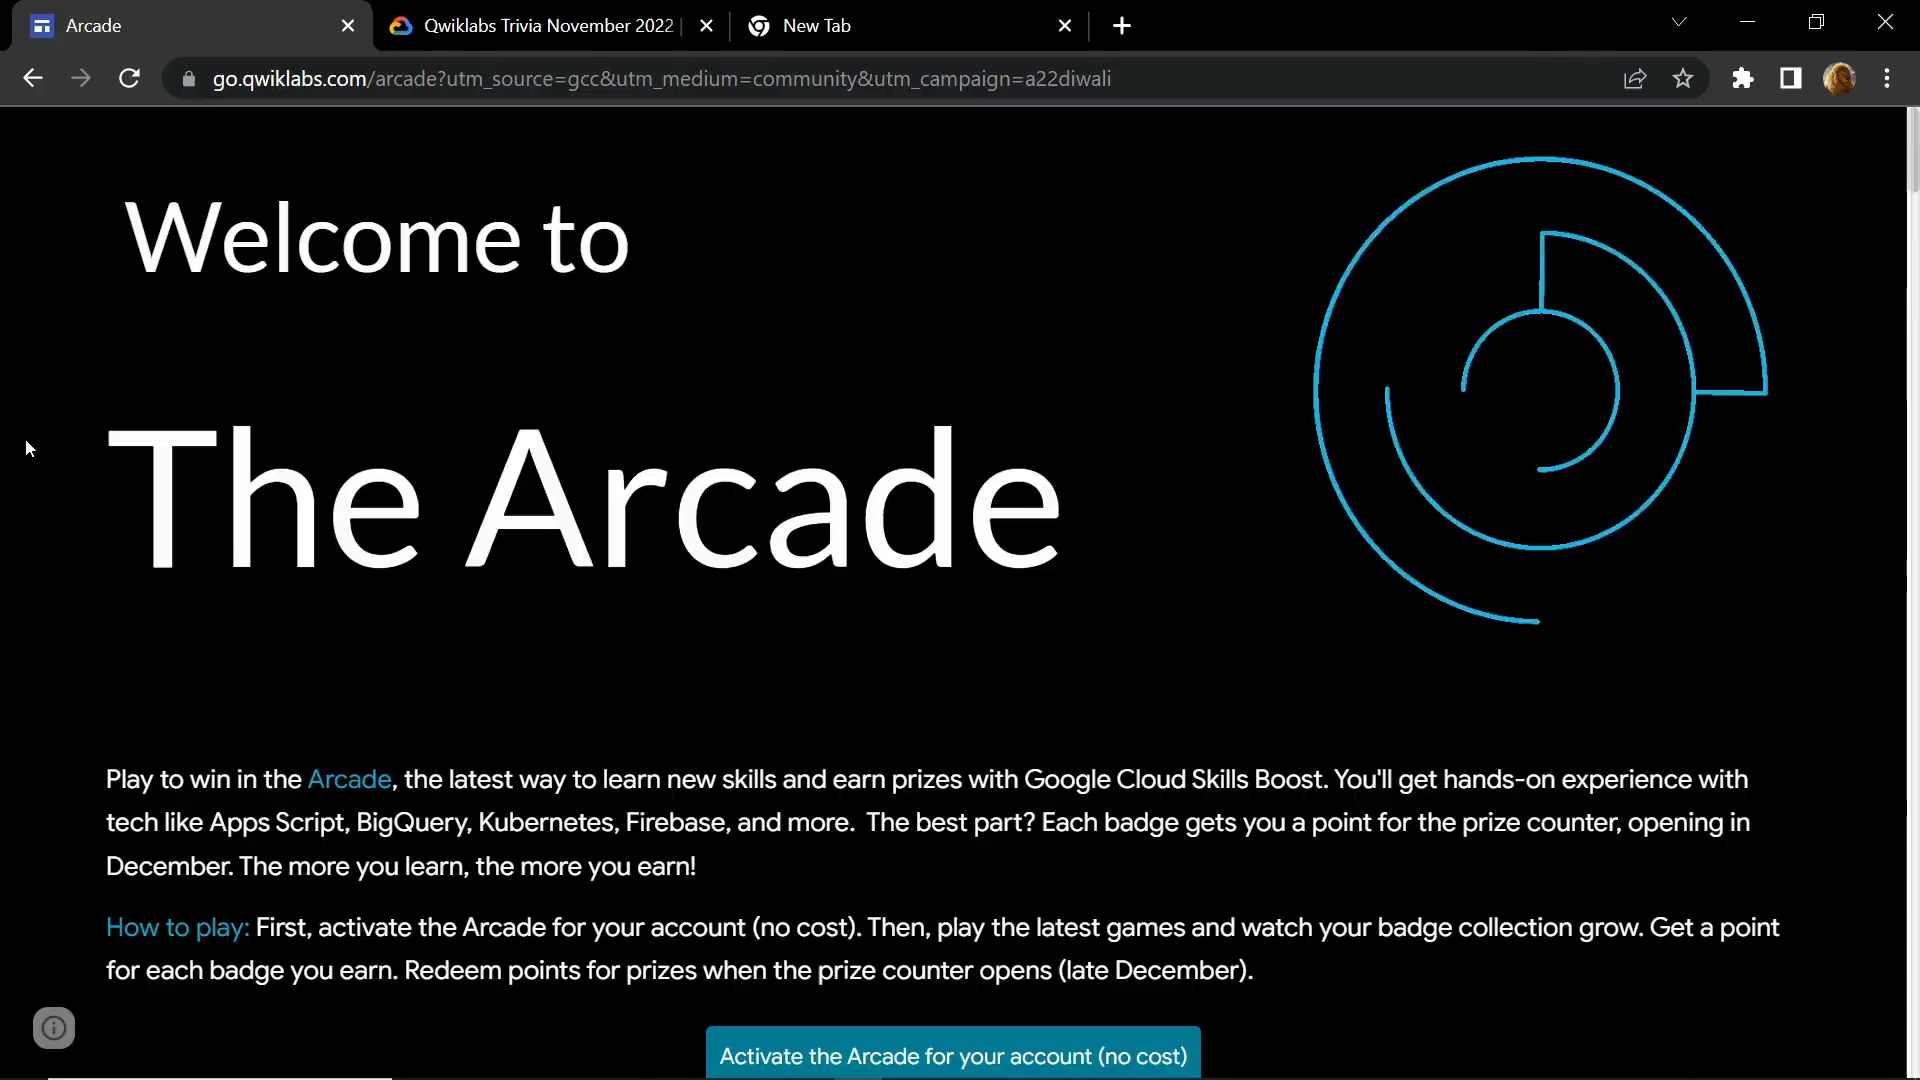 Arcade
Qwiklabs Trivia November 2022 |
New Tab
go.qwiklabs.com/arcade?utm_source=gcc&utm_medium=community&utm_campaign=a22diwali
Welcome to
The Arcade
Play to win in the Arcade, the latest way to learn new skills and earn prizes with Google Cloud Skills Boost. You'll get hands-on experience with
tech like Apps Script, BigQuery, Kubernetes, Firebase, and more. The best part? Each badge gets you a point for the prize counter, opening in
December. The more you learn, the more you earn!
How to play: First, activate the Arcade for your account (no cost). Then, play the latest games and watch your badge collection grow. Get a point
for each badge you earn. Redeem points for prizes when the prize counter opens (late December).
Activate the Arcade for your account (no cost)